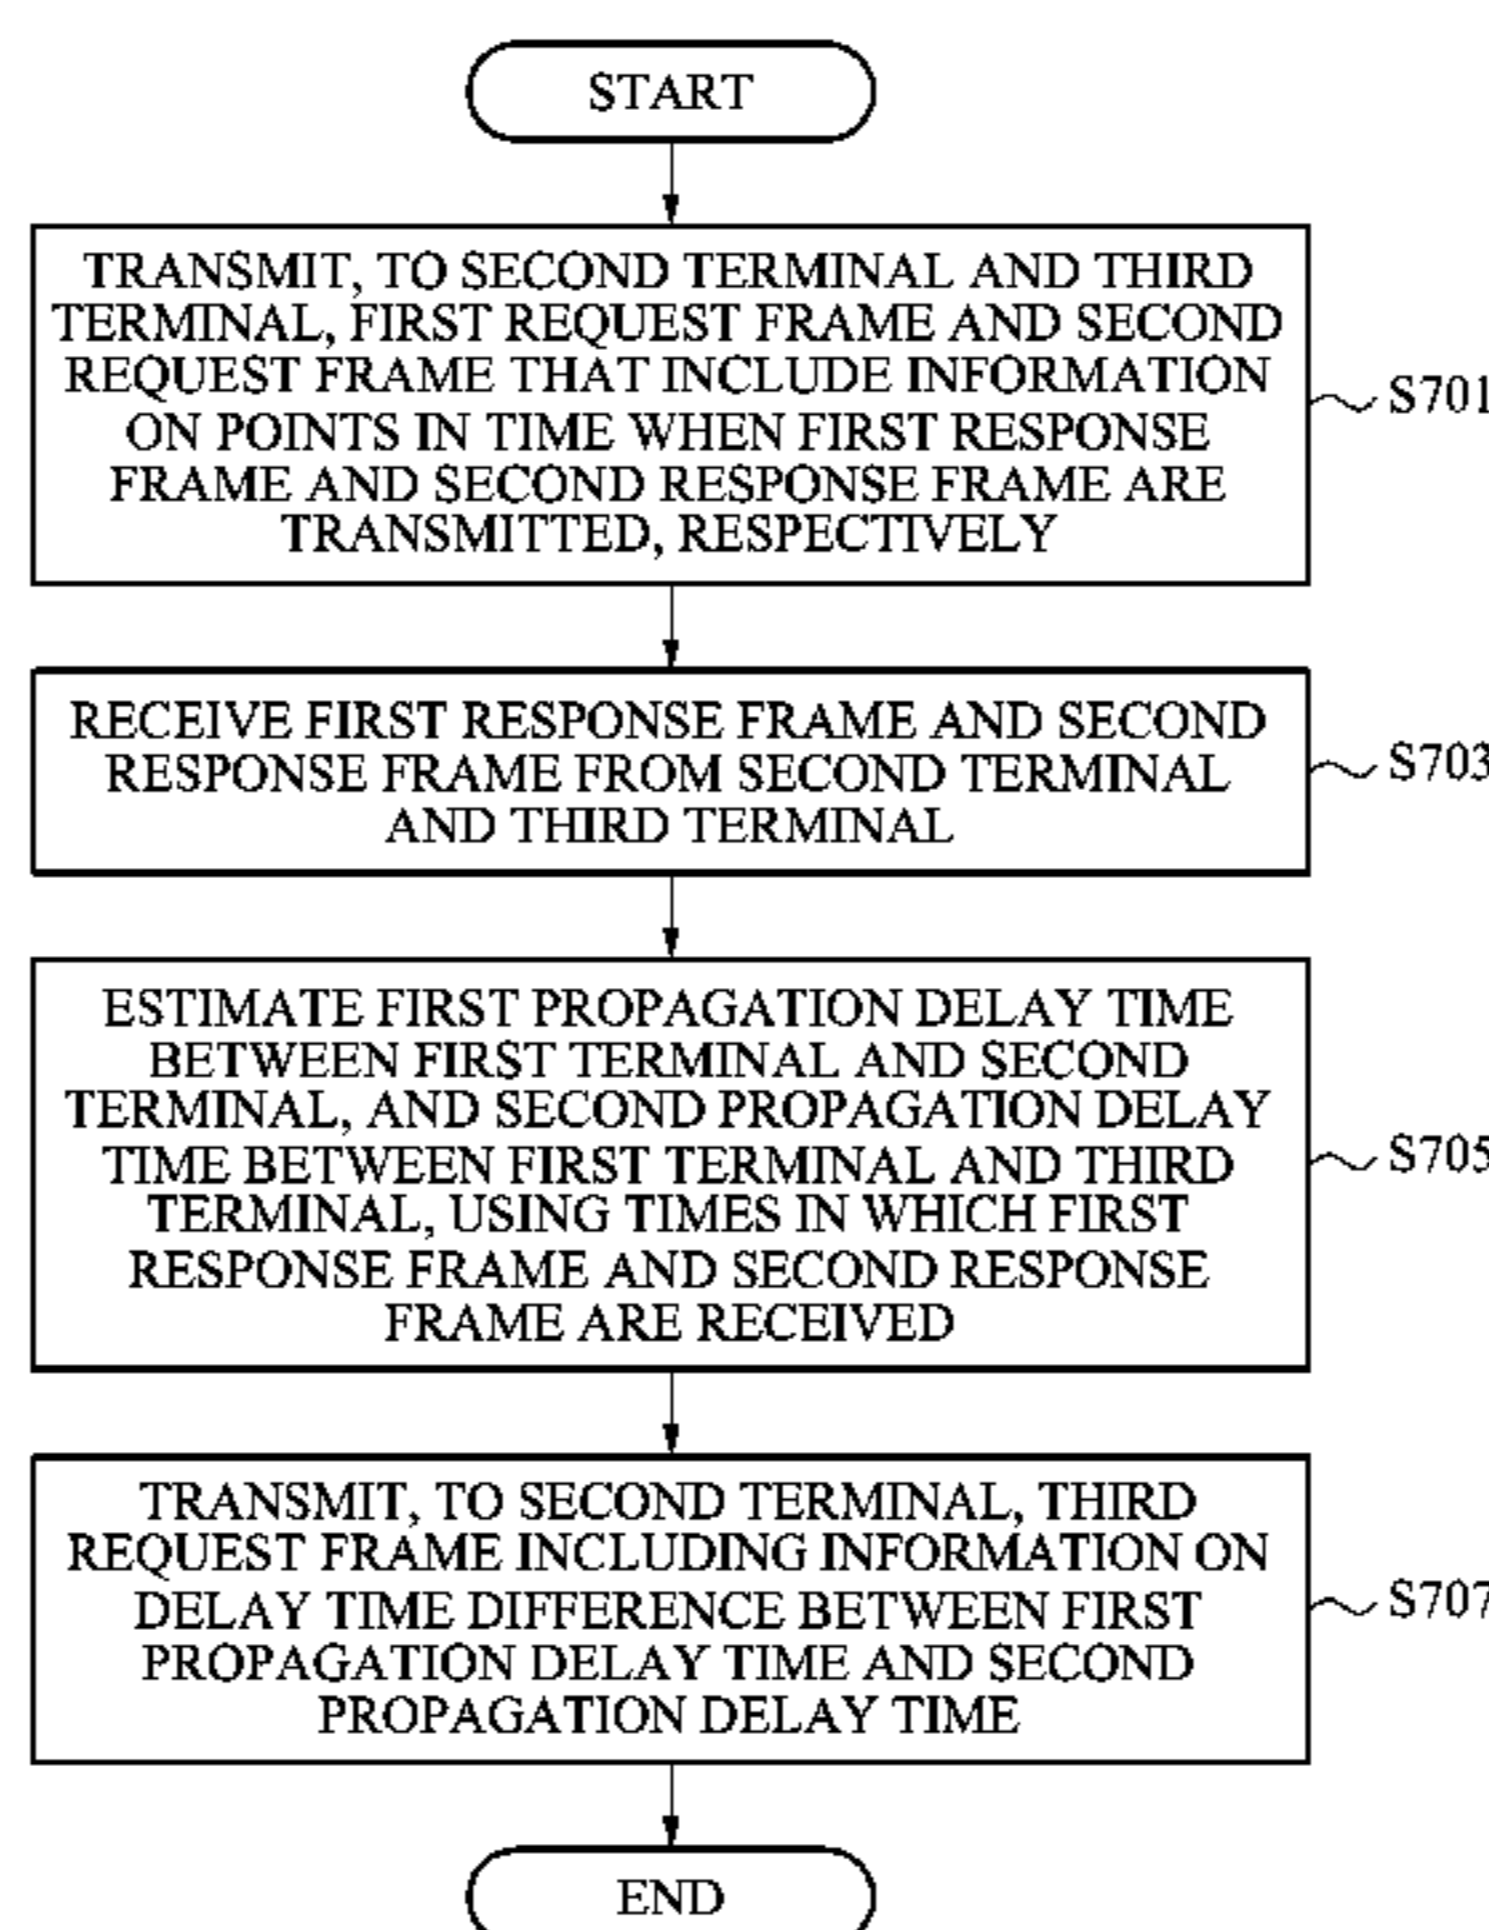 START
TRANSMIT, TO SECOND TERMINAL AND THIRD
TERMINAL, FIRST REQUEST FRAME AND SECOND
REQUEST FRAME THAT INCLUDE INFORMATION
ON POINTS IN TIME WHEN FIRST RESPONSE
FRAME AND SECOND RESPONSE FRAME ARE
TRANSMITTED, RESPECTIVELY
S701
RECEIVE FIRST RESPONSE FRAME AND SECOND
RESPONSE FRAME FROM SECOND TERMINAL
AND THIRD TERMINAL
S703
ESTIMATE FIRST PROPAGATION DELAY TIME
BETWEEN FIRST TERMINAL AND SECOND
TERMINAL, AND SECOND PROPAGATION DELAY
TIME BETWEEN FIRST TERMINAL AND THIRD
TERMINAL, USING TIMES IN WHICH FIRST
RESPONSE FRAME AND SECOND RESPONSE
FRAME ARE RECEIVED
S705
TRANSMIT, TO SECOND TERMINAL, THIRD
REQUEST FRAME INCLUDING INFORMATION ON
DELAY TIME DIFFERENCE BETWEEN FIRST
PROPAGATION DELAY TIME AND SECOND
PROPAGATION DELAY TIME
S707
END